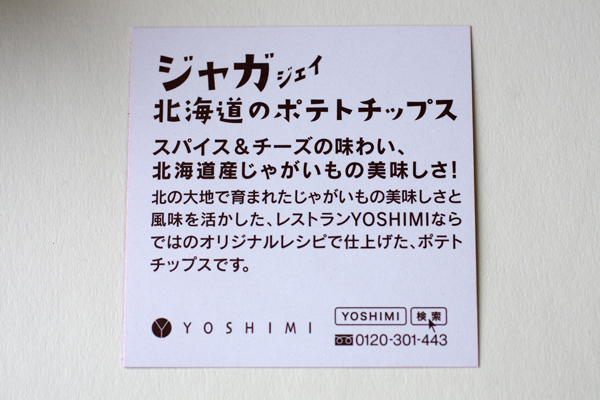 ジャガジェイ
北海道のポテトチップス
スパイス&チーズの味わい、
北海道産じゃがいもの美味しさ!
北の大地で育まれたじゃがいもの美味しさと
風味を活かした、レストランYOSHIMIなら
ではのオリジナルレシピで仕上げた、ポテト
チップスです。
YOSHIMI
YOSHIMI 検索
0120-301-443